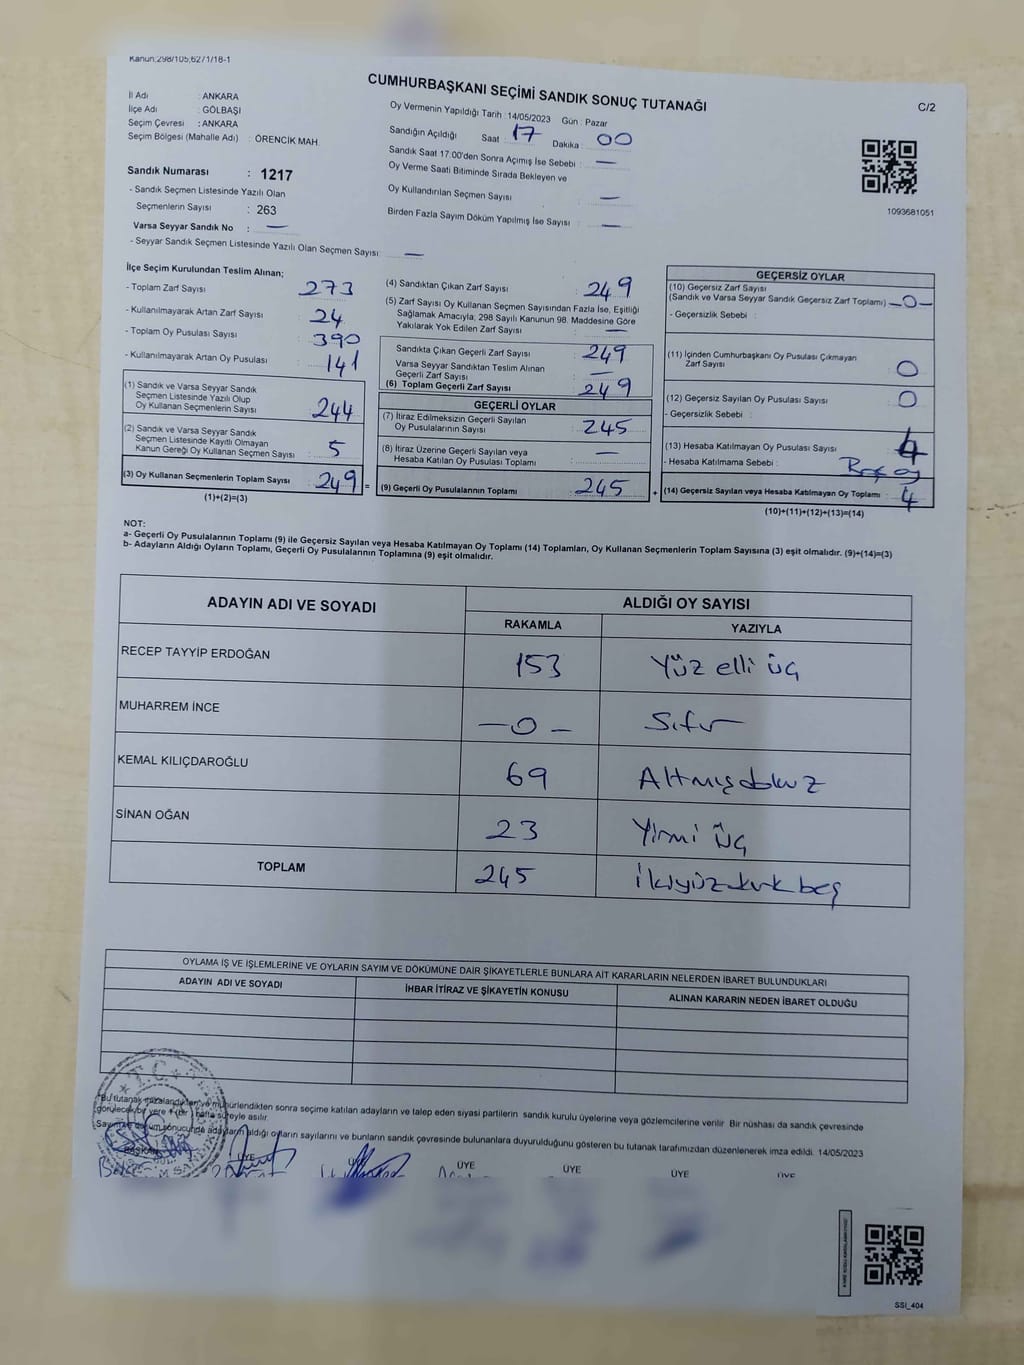 Kanun;298/105,6271/18-1
CUMHURBAŞKANI SEÇİMİ SANDIK SONUÇ TUTANAĞI
C/2
İl Adı : ANKARA
İlçe Adı : GÖLBAŞI
Seçim Çevresi : ANKARA
Seçim Bölgesi (Mahalle Adı) : ÖRENCİK MAH.
Oy Vermenin Yapıldığı Tarih : 14/05/2023 Gün : Pazar
Sandığın Açıldığı Saat 17 Dakika : 00
Sandık Saat 17:00'den Sonra Açımış İse Sebebi : —
Oy Verme Saati Bitiminde Sırada Bekleyen ve
Oy Kullandırılan Seçmen Sayısı : —
Birden Fazla Sayım Döküm Yapılmış İse Sayısı : —
1093681051
Sandık Numarası : 1217
- Sandık Seçmen Listesinde Yazılı Olan
Seçmenlerin Sayısı : 263
Varsa Seyyar Sandık No : —
- Seyyar Sandık Seçmen Listesinde Yazılı Olan Seçmen Sayısı: —
İlçe Seçim Kurulundan Teslim Alınan;
- Toplam Zarf Sayısı : 273
- Kullanılmayarak Artan Zarf Sayısı : 24
- Toplam Oy Pusulası Sayısı : 390
- Kullanılmayarak Artan Oy Pusulası : 141
(1) Sandık ve Varsa Seyyar Sandık
Seçmen Listesinde Yazılı Olup
Oy Kullanan Seçmenlerin Sayısı : 244
(2) Sandık ve Varsa Seyyar Sandık
Seçmen Listesinde Kayıtlı Olmayan
Kanun Gereği Oy Kullanan Seçmen Sayısı : 5
(3) Oy Kullanan Seçmenlerin Toplam Sayısı : 249 =
(1)+(2)=(3)
(4) Sandıktan Çıkan Zarf Sayısı : 249
(5) Zarf Sayısı Oy Kullanan Seçmen Sayısından Fazla İse, Eşitliği
Sağlamak Amacıyla; 298 Sayılı Kanunun 98. Maddesine Göre
Yakılarak Yok Edilen Zarf Sayısı : —
Sandıkta Çıkan Geçerli Zarf Sayısı : 249
Varsa Seyyar Sandıktan Teslim Alınan
Geçerli Zarf Sayısı : —
(6) Toplam Geçerli Zarf Sayısı : 249
GEÇERLİ OYLAR
(7) İtiraz Edilmeksizin Geçerli Sayılan
Oy Pusulalarının Sayısı : 245
(8) İtiraz Üzerine Geçerli Sayılan veya
Hesaba Katılan Oy Pusulası Toplamı : —
(9) Geçerli Oy Pusulalarının Toplamı : 245 +
GEÇERSİZ OYLAR
(10) Geçersiz Zarf Sayısı
(Sandık ve Varsa Seyyar Sandık Geçersiz Zarf Toplamı) -0-
- Geçersizlik Sebebi :
(11) İçinden Cumhurbaşkanı Oy Pusulası Çıkmayan
Zarf Sayısı : 0
(12) Geçersiz Sayılan Oy Pusulası Sayısı : 0
- Geçersizlik Sebebi :
(13) Hesaba Katılmayan Oy Pusulası Sayısı : 4
- Hesaba Katılmama Sebebi : Boş oy
(14) Geçersiz Sayılan veya Hesaba Katılmayan Oy Toplamı : 4
(10)+(11)+(12)+(13)=(14)
NOT:
a- Geçerli Oy Pusulalarının Toplamı (9) ile Geçersiz Sayılan veya Hesaba Katılmayan Oy Toplamı (14) Toplamları, Oy Kullanan Seçmenlerin Toplam Sayısına (3) eşit olmalıdır. (9)+(14)=(3)
b- Adayların Aldığı Oyların Toplamı, Geçerli Oy Pusulalarının Toplamına (9) eşit olmalıdır.
ADAYIN ADI VE SOYADI ALDIĞI OY SAYISI
RAKAMLA YAZIYLA
RECEP TAYYİP ERDOĞAN 153 Yüz elli üç
MUHARREM İNCE -0- Sıfır
KEMAL KILIÇDAROĞLU 69 Altmışdokuz
SİNAN OĞAN 23 Yirmi üç
TOPLAM 245 ikiyüzkırkbeş
OYLAMA İŞ VE İŞLEMLERİNE VE OYLARIN SAYIM VE DÖKÜMÜNE DAİR ŞİKAYETLERLE BUNLARA AİT KARARLARIN NELERDEN İBARET BULUNDUKLARI
ADAYIN ADI VE SOYADI İHBAR İTİRAZ VE ŞİKAYETİN KONUSU ALINAN KARARIN NEDEN İBARET OLDUĞU
*Bu tutanak imzalandıktan ve mühürlendikten sonra seçime katılan adayların ve talep eden siyasi partilerin sandık kurulu üyelerine veya gözlemcilerine verilir. Bir nüshası da sandık çevresinde
görülecek bir yere 1 (bir) hafta süreyle asılır.
Sayım ve döküm sonucunda adayların aldığı oyların sayılarını ve bunların sandık çevresinde bulunanlara duyurulduğunu gösteren bu tutanak tarafımızdan düzenlenerek imza edildi. 14/05/2023
BAŞKAN ÜYE ÜYE ÜYE ÜYE ÜYE ÜYE
T.C.
SSI_404